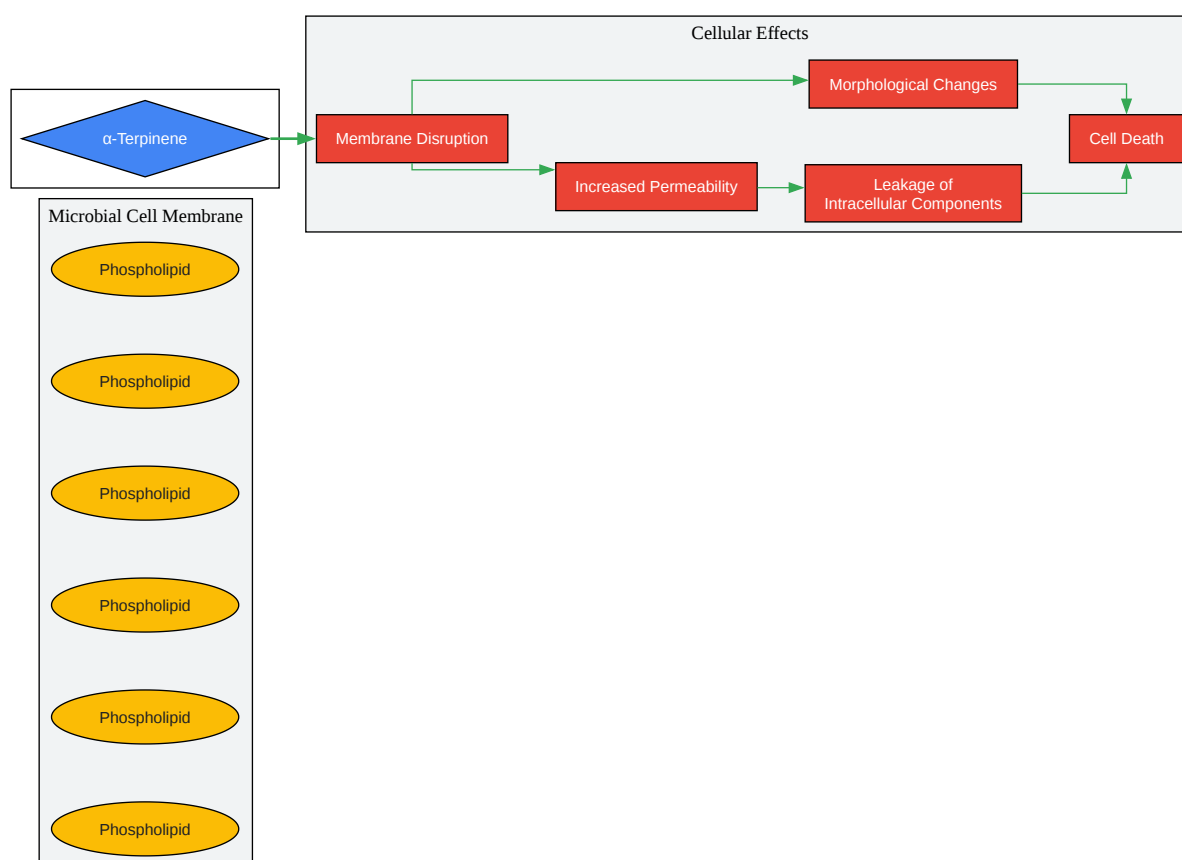 Cellular Effects
Morphological Changes
α-Terpinene
Membrane Disruption
Cell Death
Increased Permeability
Leakage of
Intracellular Components
Microbial Cell Membrane
Phospholipid
Phospholipid
Phospholipid
Phospholipid
Phospholipid
Phospholipid